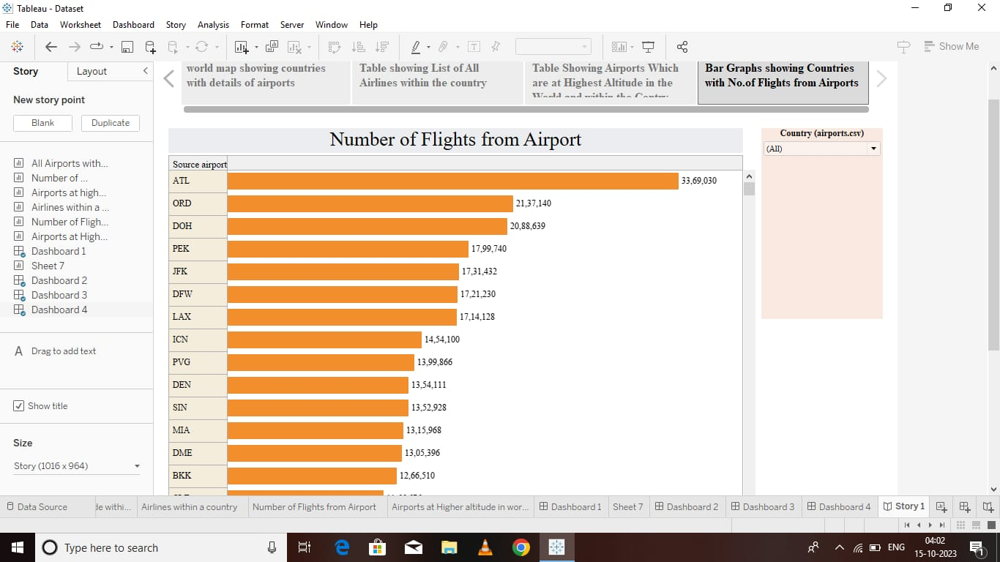 Tableau - Dataset
File Data Worksheet Dashboard Story Analysis Format Server Window Help
Show Me
Story Layout
New story point
Blank Duplicate
All Airports with...
Number of ...
Airports at high...
Airlines within a ...
Number of Fligh...
Airports at High...
Dashboard 1
Sheet 7
Dashboard 2
Dashboard 3
Dashboard 4
A Drag to add text
Show title
Size
Story (1016 x 964)
world map showing countries
with details of airports
Table showing List of All
Airlines within the country
Table Showing Airports Which
are at Highest Altitude in the
World and within the Contry
Bar Graphs showing Countries
with No.of Flights from Airports
Number of Flights from Airport
Source airport
ATL 33,69,030
ORD 21,37,140
DOH 20,88,639
PEK 17,99,740
JFK 17,31,432
DFW 17,21,230
LAX 17,14,128
ICN 14,54,100
PVG 13,99,866
DEN 13,54,111
SIN 13,52,928
MIA 13,15,968
DME 13,05,396
BKK 12,66,510
Country (airports.csv)
(All)
Data Source de withi... Airlines within a country Number of Flights from Airport Airports at Higher altitude in wor... Dashboard 1 Sheet 7 Dashboard 2 Dashboard 3 Dashboard 4 Story 1
Type here to search
ENG
04:02
15-10-2023
1